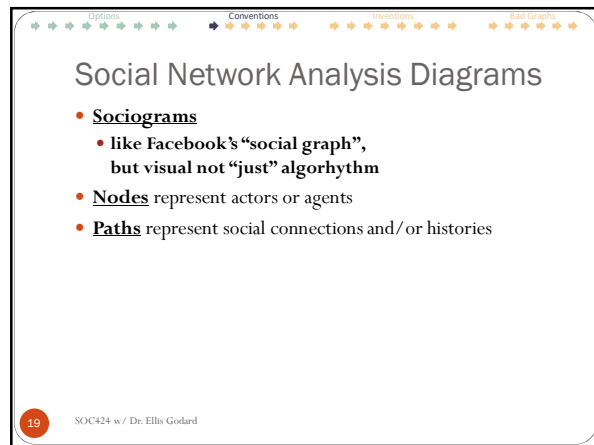 Options Conventions Inventions Bad Graphs
Social Network Analysis Diagrams
• Sociograms
• like Facebook's “social graph”,
but visual not “just” algorhythm
• Nodes represent actors or agents
• Paths represent social connections and/or histories
19 SOC424 w/ Dr. Ellis Godard